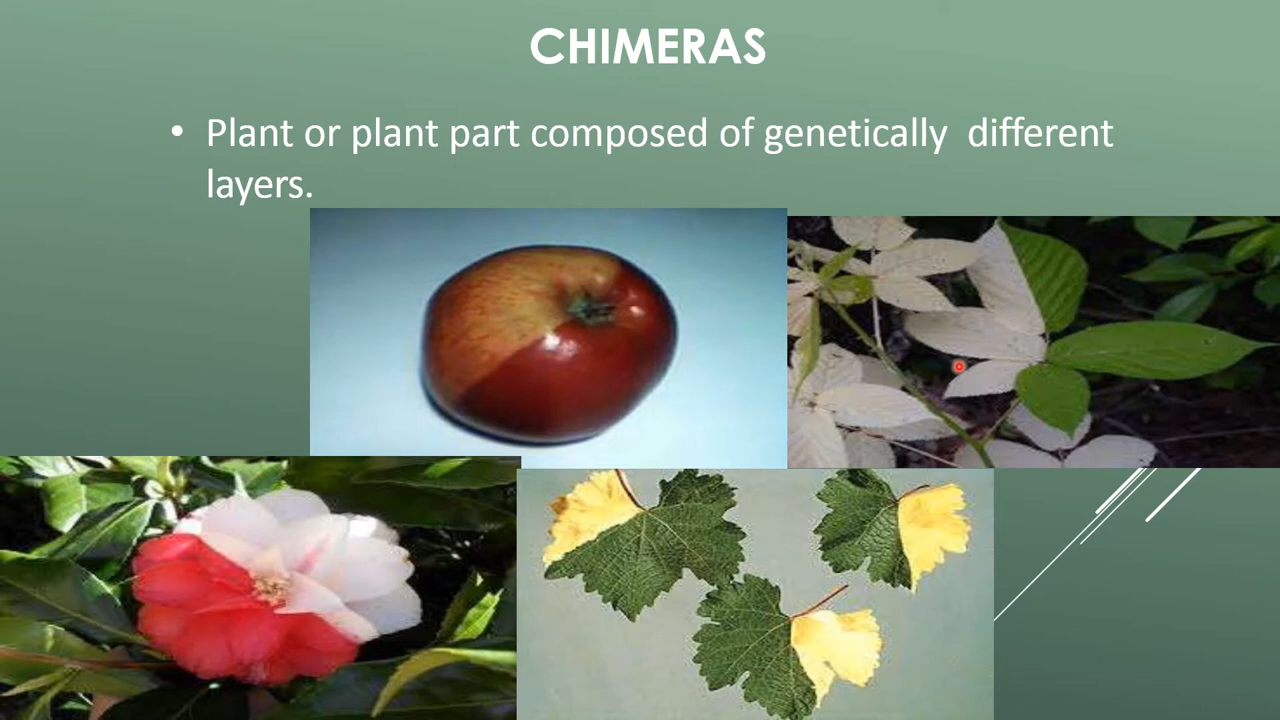 CHIMERAS
• Plant or plant part composed of genetically  different
layers.